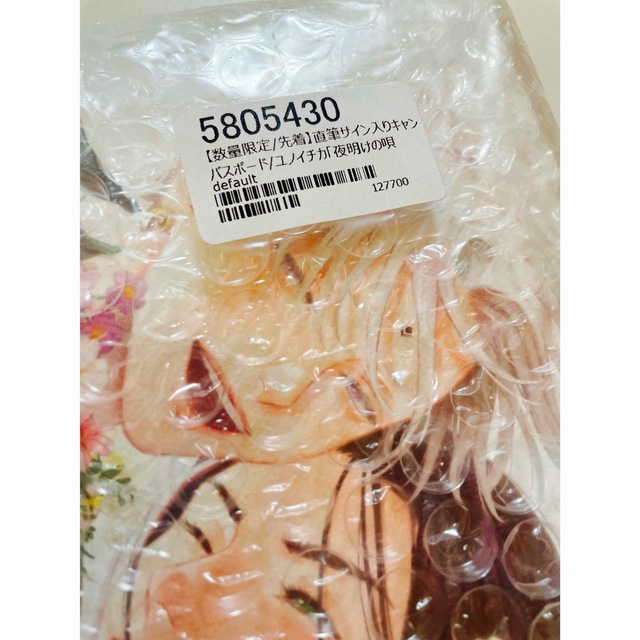 5805430
【数量限定/先着】直筆サイン入りキャン
バスボード/ユノイチカ「夜明けの唄
default
127700